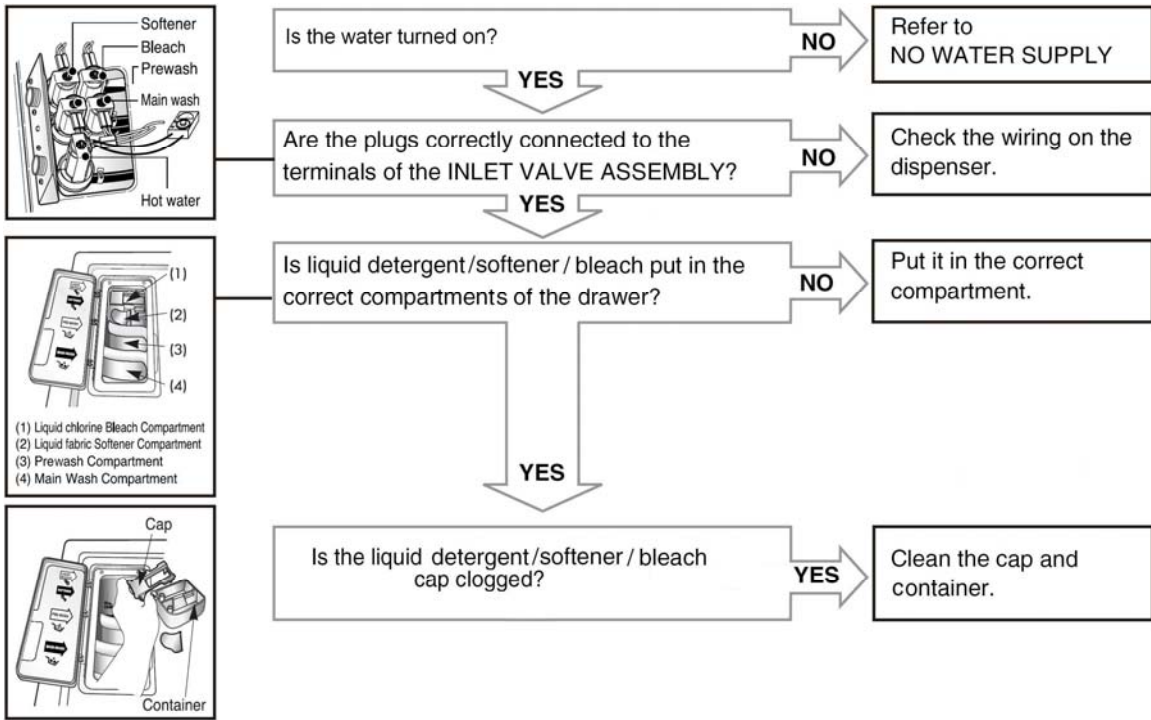 Softener
Bleach
Prewash
Main wash
Hot water
Is the water turned on?
NO
Refer to
NO WATER SUPPLY
YES
Are the plugs correctly connected to the
terminals of the INLET VALVE ASSEMBLY?
NO
Check the wiring on the
dispenser.
YES
(1)
(2)
(3)
(4)
(1) Liquid chlorine Bleach Compartment
(2) Liquid fabric Softener Compartment
(3) Prewash Compartment
(4) Main Wash Compartment
Is liquid detergent/softener / bleach put in the
correct compartments of the drawer?
NO
Put it in the correct
compartment.
YES
Cap
Container
Is the liquid detergent/softener / bleach
cap clogged?
YES
Clean the cap and
container.